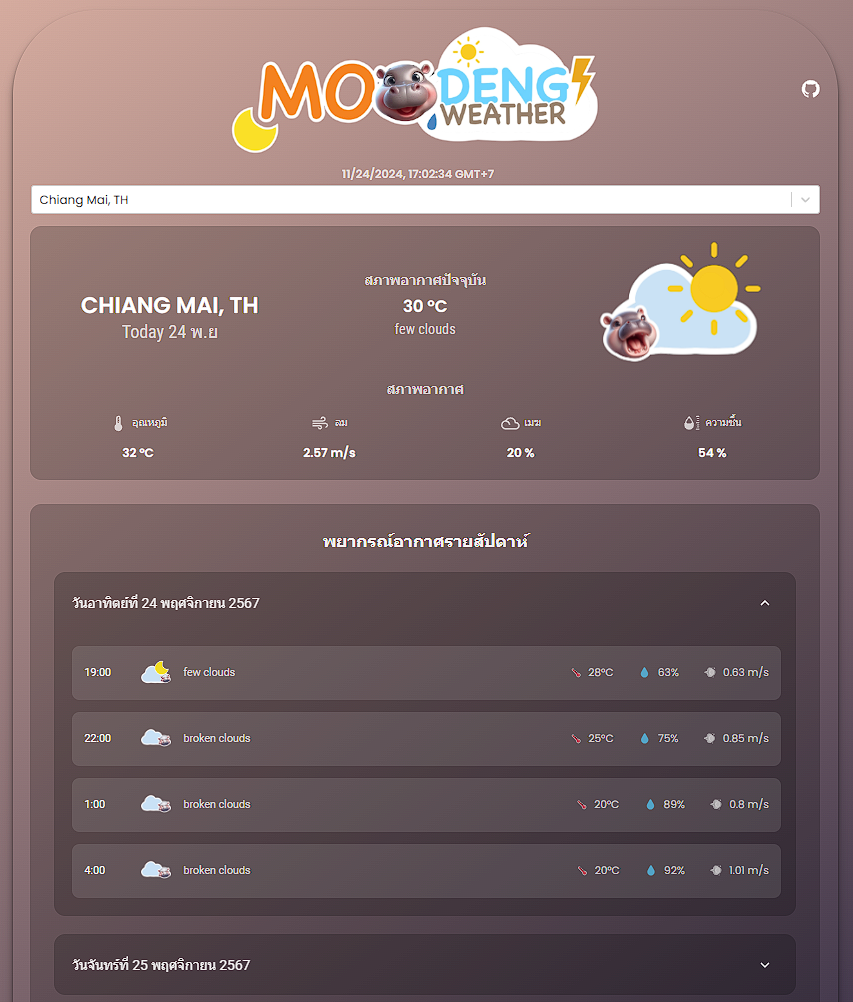 MO DENG
WEATHER
11/24/2024, 17:02:34 GMT+7
Chiang Mai, TH
CHIANG MAI, TH
Today 24 พ.ย
สภาพอากาศปัจจุบัน
30 °C
few clouds
สภาพอากาศ
อุณหภูมิ
32 °C
ลม
2.57 m/s
เมฆ
20 %
ความชื้น
54 %
พยากรณ์อากาศรายสัปดาห์
วันอาทิตย์ที่ 24 พฤศจิกายน 2567
19:00 few clouds 28°C 63% 0.63 m/s
22:00 broken clouds 25°C 75% 0.85 m/s
1:00 broken clouds 20°C 89% 0.8 m/s
4:00 broken clouds 20°C 92% 1.01 m/s
วันจันทร์ที่ 25 พฤศจิกายน 2567